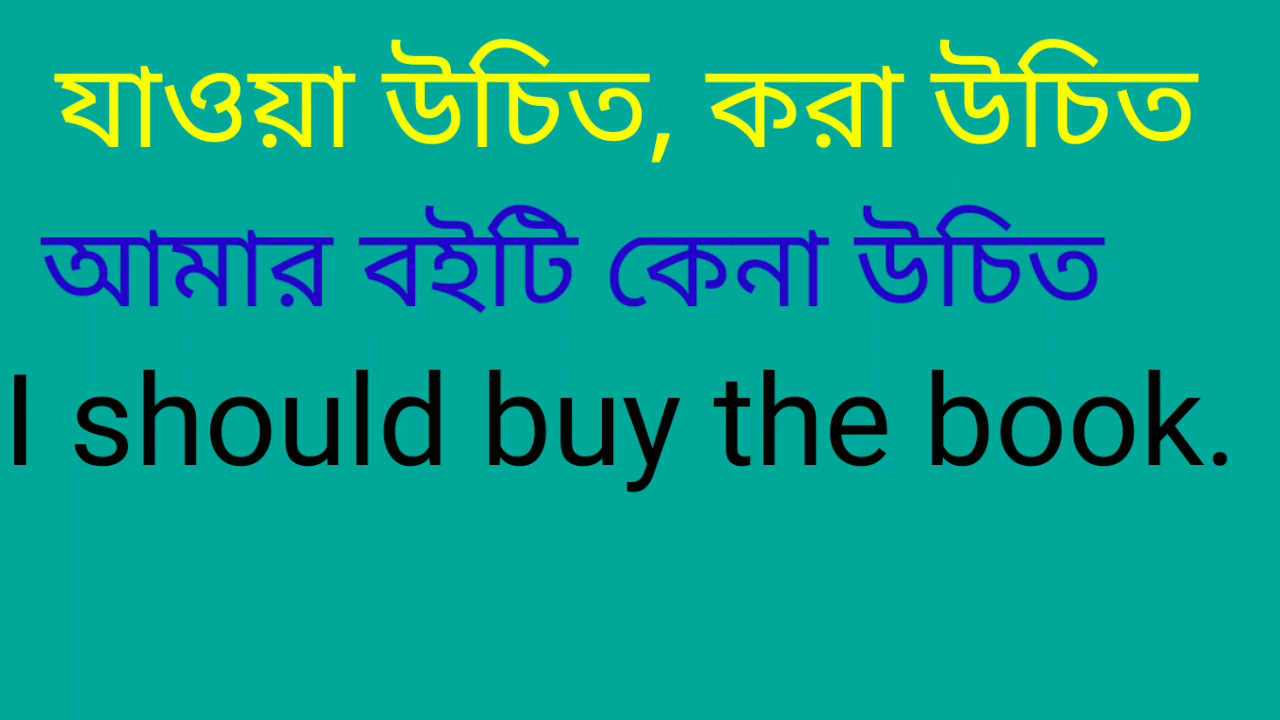 যাওয়া উচিত, করা উচিত
আমার বইটি কেনা উচিত
I should buy the book.